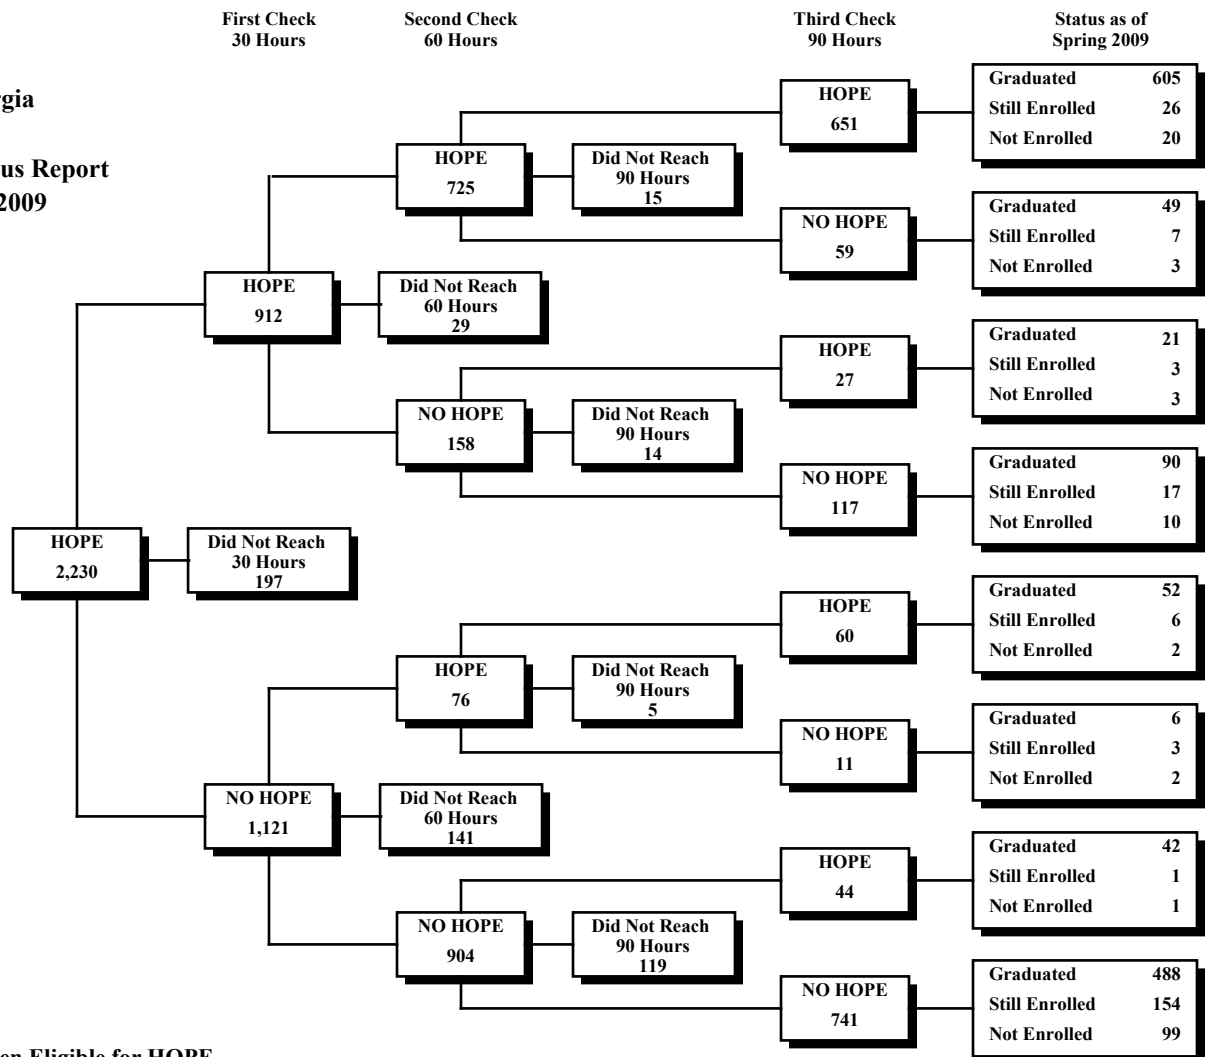 First Check
30 Hours
Second Check
60 Hours
Third Check
90 Hours
Status as of
Spring 2009
us Report
2009
HOPE
2,230
Did Not Reach
30 Hours
197
HOPE
912
Did Not Reach
60 Hours
29
NO HOPE
1,121
Did Not Reach
60 Hours
141
HOPE
725
Did Not Reach
90 Hours
15
NO HOPE
158
Did Not Reach
90 Hours
14
HOPE
76
Did Not Reach
90 Hours
5
NO HOPE
904
Did Not Reach
90 Hours
119
HOPE
651
Graduated 605
Still Enrolled 26
Not Enrolled 20
NO HOPE
59
Graduated 49
Still Enrolled 7
Not Enrolled 3
HOPE
27
Graduated 21
Still Enrolled 3
Not Enrolled 3
NO HOPE
117
Graduated 90
Still Enrolled 17
Not Enrolled 10
HOPE
60
Graduated 52
Still Enrolled 6
Not Enrolled 2
NO HOPE
11
Graduated 6
Still Enrolled 3
Not Enrolled 2
HOPE
44
Graduated 42
Still Enrolled 1
Not Enrolled 1
NO HOPE
741
Graduated 488
Still Enrolled 154
Not Enrolled 99
en Eligible for HOPE